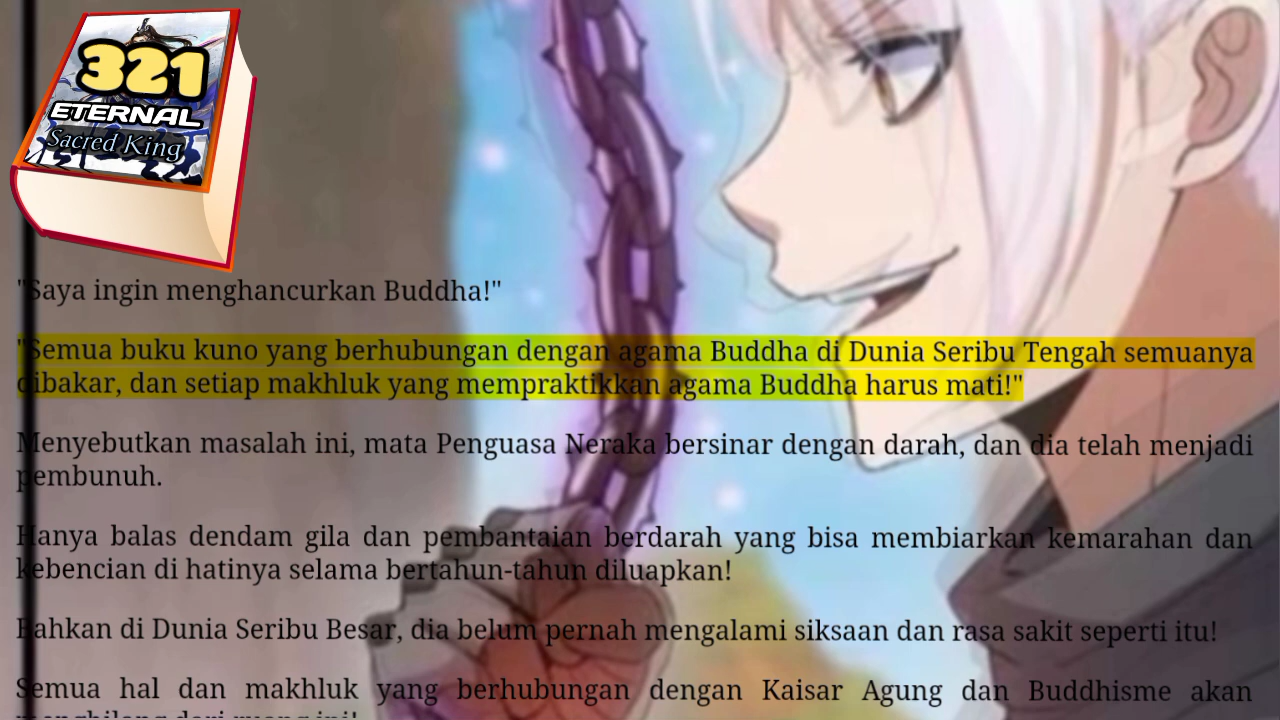 321
ETERNAL
Sacred King
"Saya ingin menghancurkan Buddha!"
"Semua buku kuno yang berhubungan dengan agama Buddha di Dunia Seribu Tengah semuanya
dibakar, dan setiap makhluk yang mempraktikkan agama Buddha harus mati!"
Menyebutkan masalah ini, mata Penguasa Neraka bersinar dengan darah, dan dia telah menjadi
pembunuh.
Hanya balas dendam gila dan pembantaian berdarah yang bisa membiarkan kemarahan dan
kebencian di hatinya selama bertahun-tahun diluapkan!
Bahkan di Dunia Seribu Besar, dia belum pernah mengalami siksaan dan rasa sakit seperti itu!
Semua hal dan makhluk yang berhubungan dengan Kaisar Agung dan Buddhisme akan
menghilang dari ruang ini!